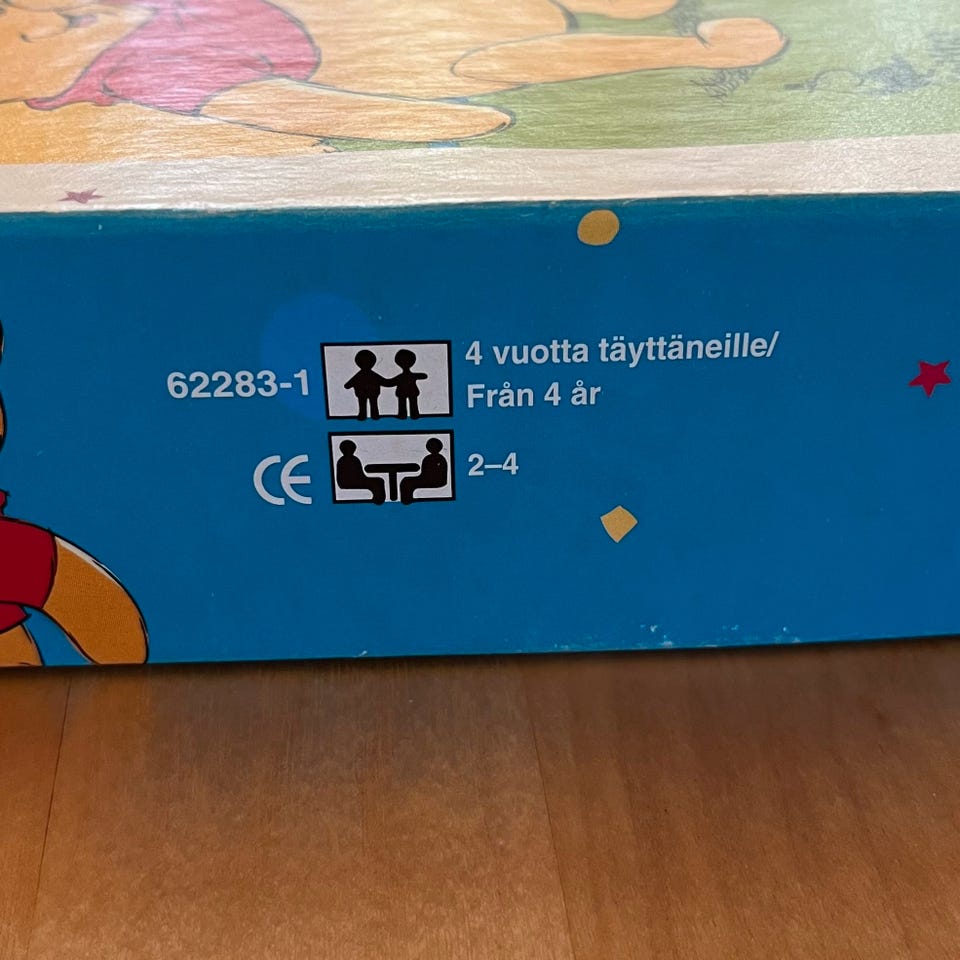 62283-1
4 vuotta täyttäneille/
Från 4 år
CE
2–4